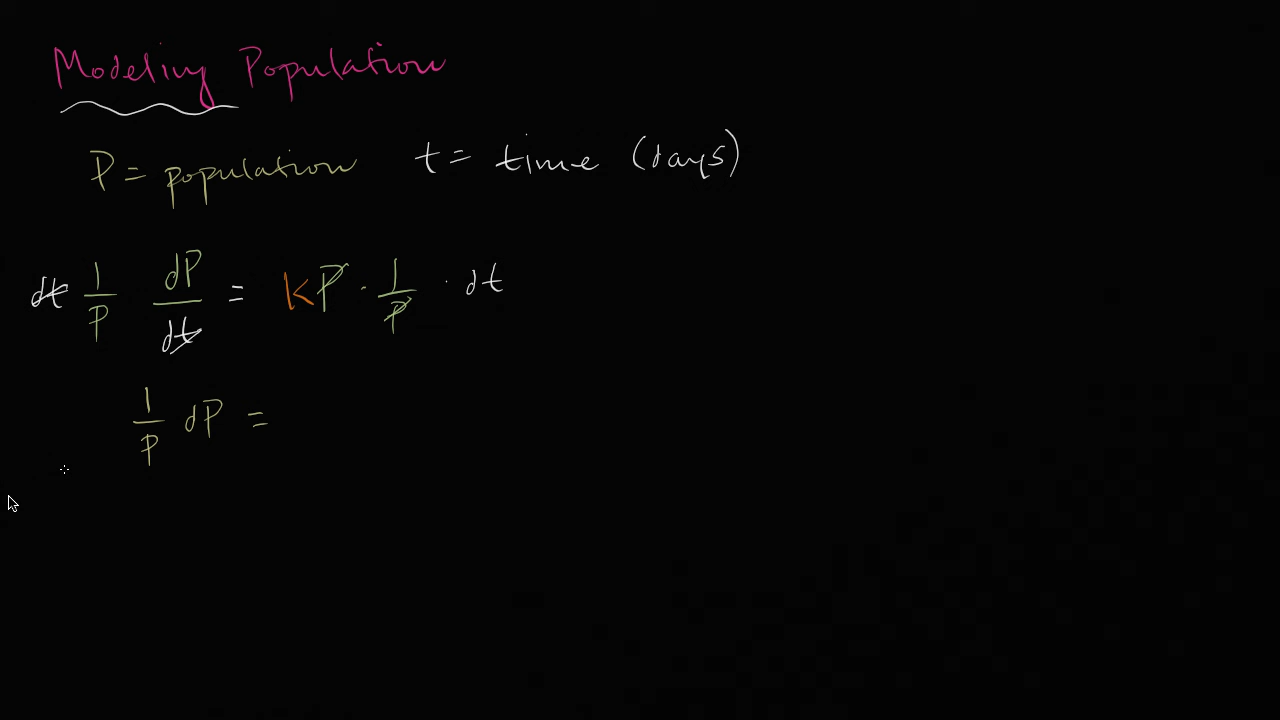 Modeling Population
P = population t = time (days)
dt 1/P dP/dt = kP · 1/P · dt
1/P dP =